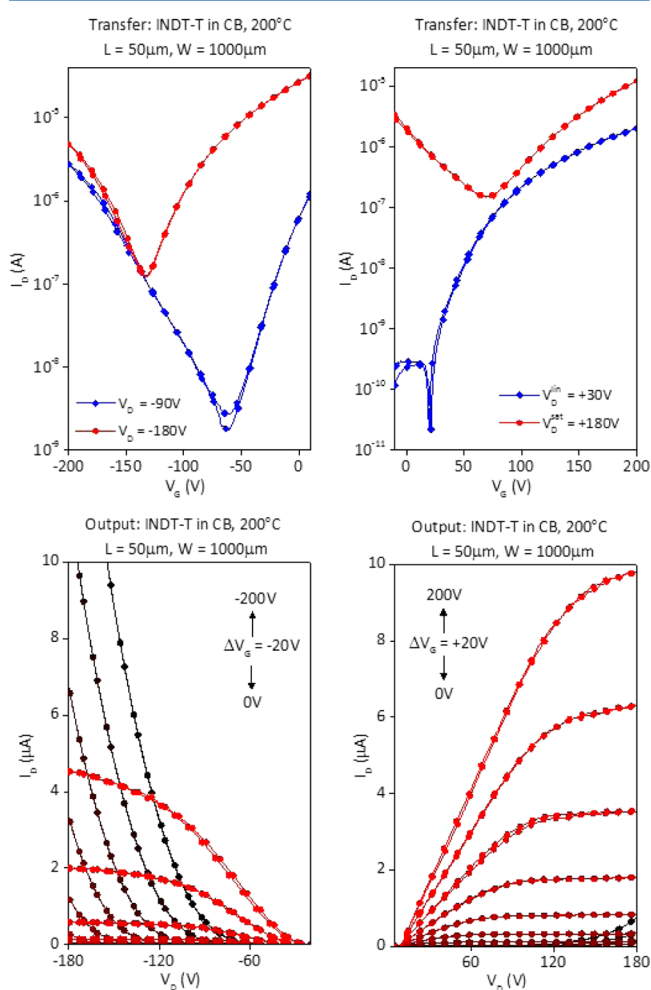 Transfer: INDT-T in CB, 200°C
L = 50μm, W = 1000μm
10⁻⁵
10⁻⁶
10⁻⁷
10⁻⁸
10⁻⁹
I_D (A)
V_D = -90V
V_D = -180V
-200 -150 -100 -50 0
V_G (V)
Transfer: INDT-T in CB, 200°C
L = 50μm, W = 1000μm
10⁻⁵
10⁻⁶
10⁻⁷
10⁻⁸
10⁻⁹
10⁻¹⁰
10⁻¹¹
I_D (A)
V_D^lin = +30V
V_D^sat = +180V
0 50 100 150 200
V_G (V)
Output: INDT-T in CB, 200°C
L = 50μm, W = 1000μm
10
8
6
4
2
0
I_D (μA)
-200V
ΔV_G = -20V
0V
-180 -120 -60
V_D (V)
Output: INDT-T in CB, 200°C
L = 50μm, W = 1000μm
10
8
6
4
2
0
I_D (μA)
200V
ΔV_G = +20V
0V
60 120 180
V_D (V)